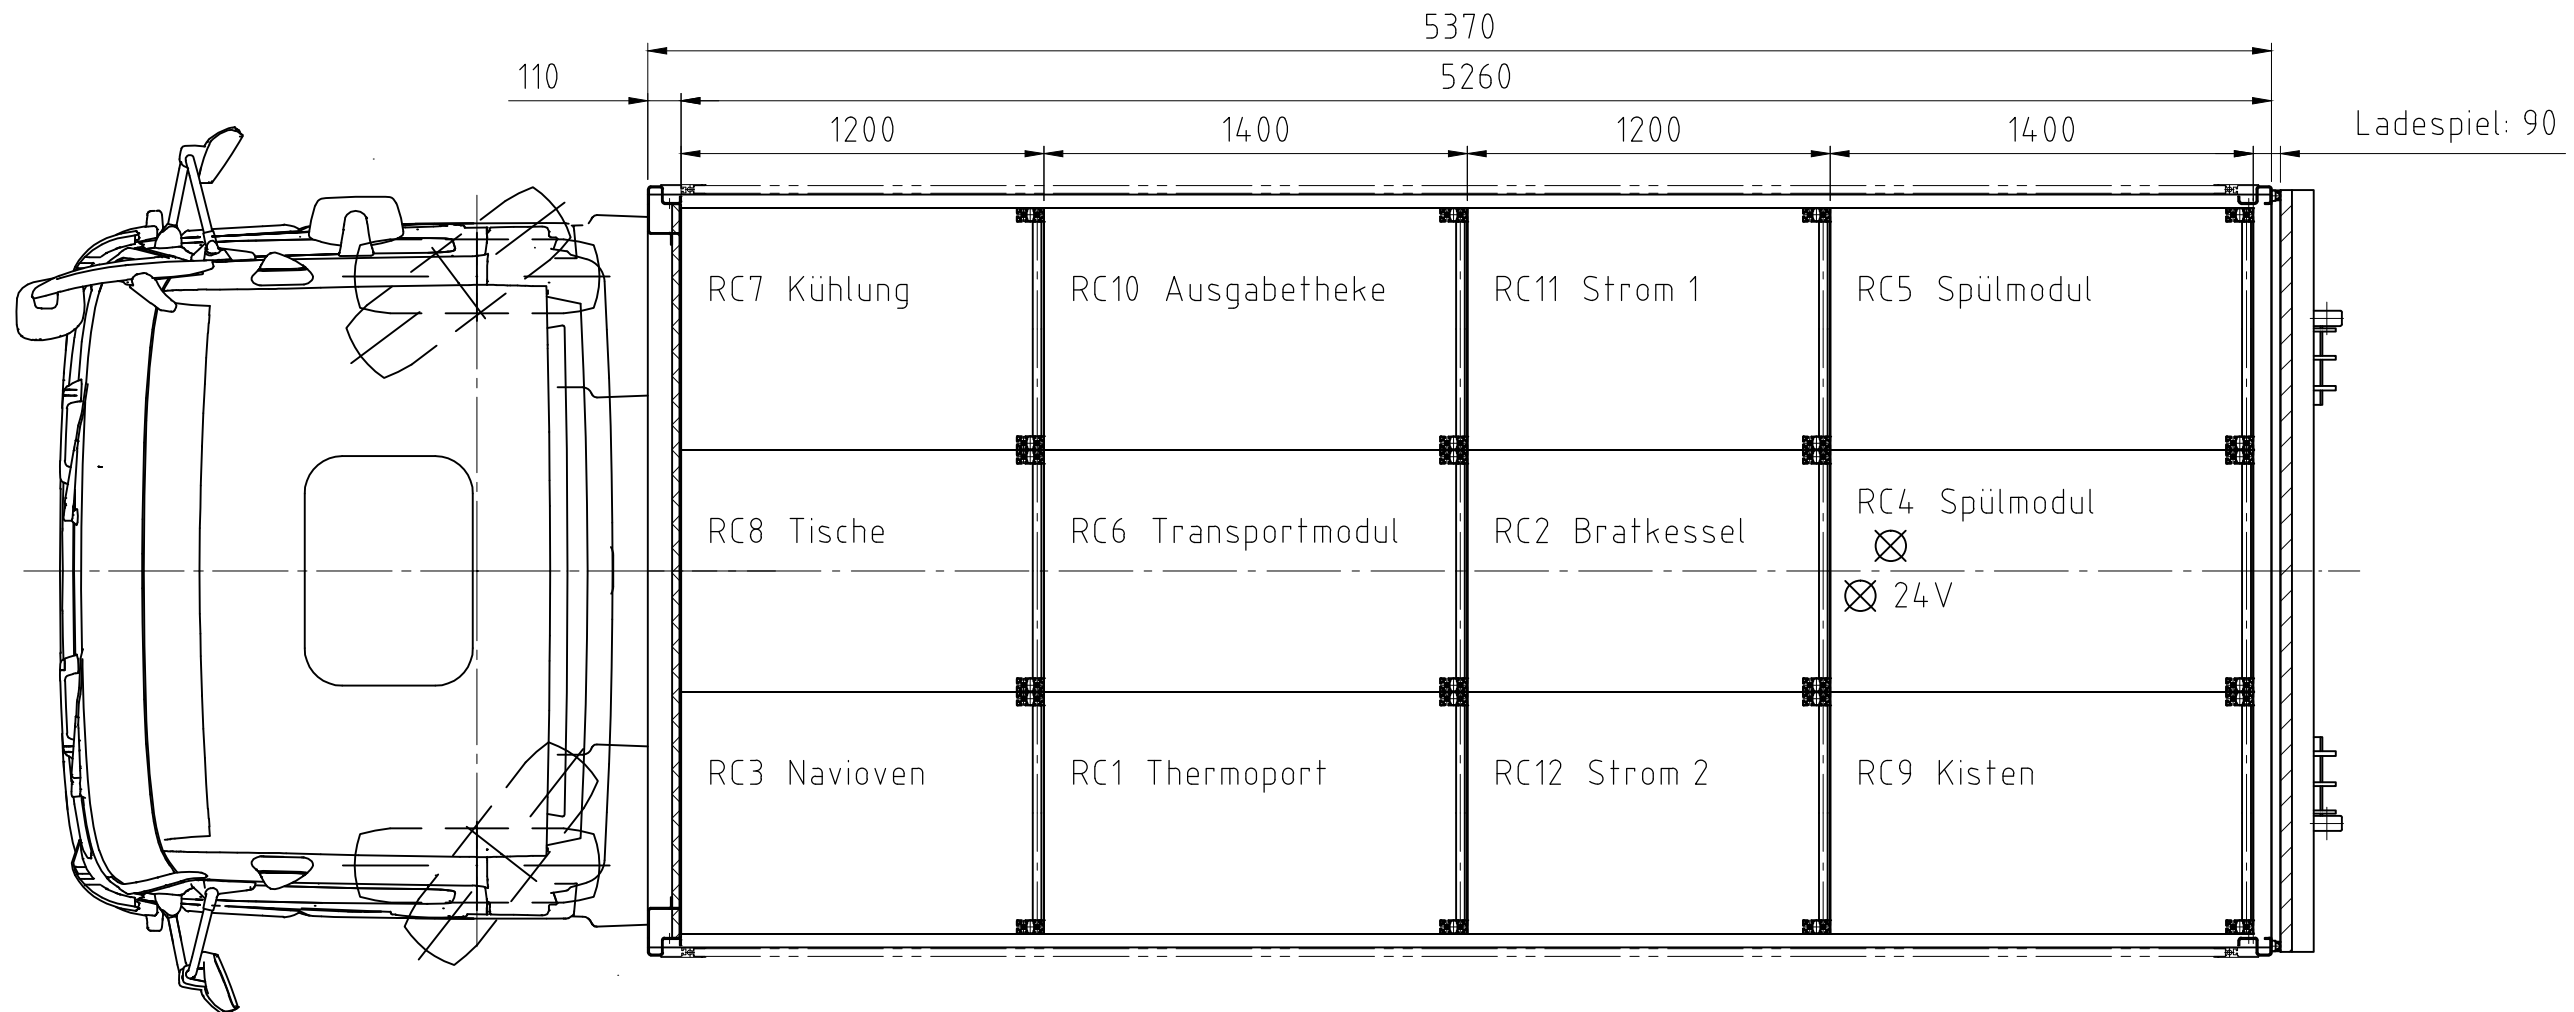 5370
110
5260
1200
1400
1200
1400
Ladespiel: 90
RC7 Kühlung
RC10 Ausgabetheke
RC11 Strom 1
RC5 Spülmodul
RC8 Tische
RC6 Transportmodul
RC2 Bratkessel
RC4 Spülmodul
24V
RC3 Navioven
RC1 Thermoport
RC12 Strom 2
RC9 Kisten